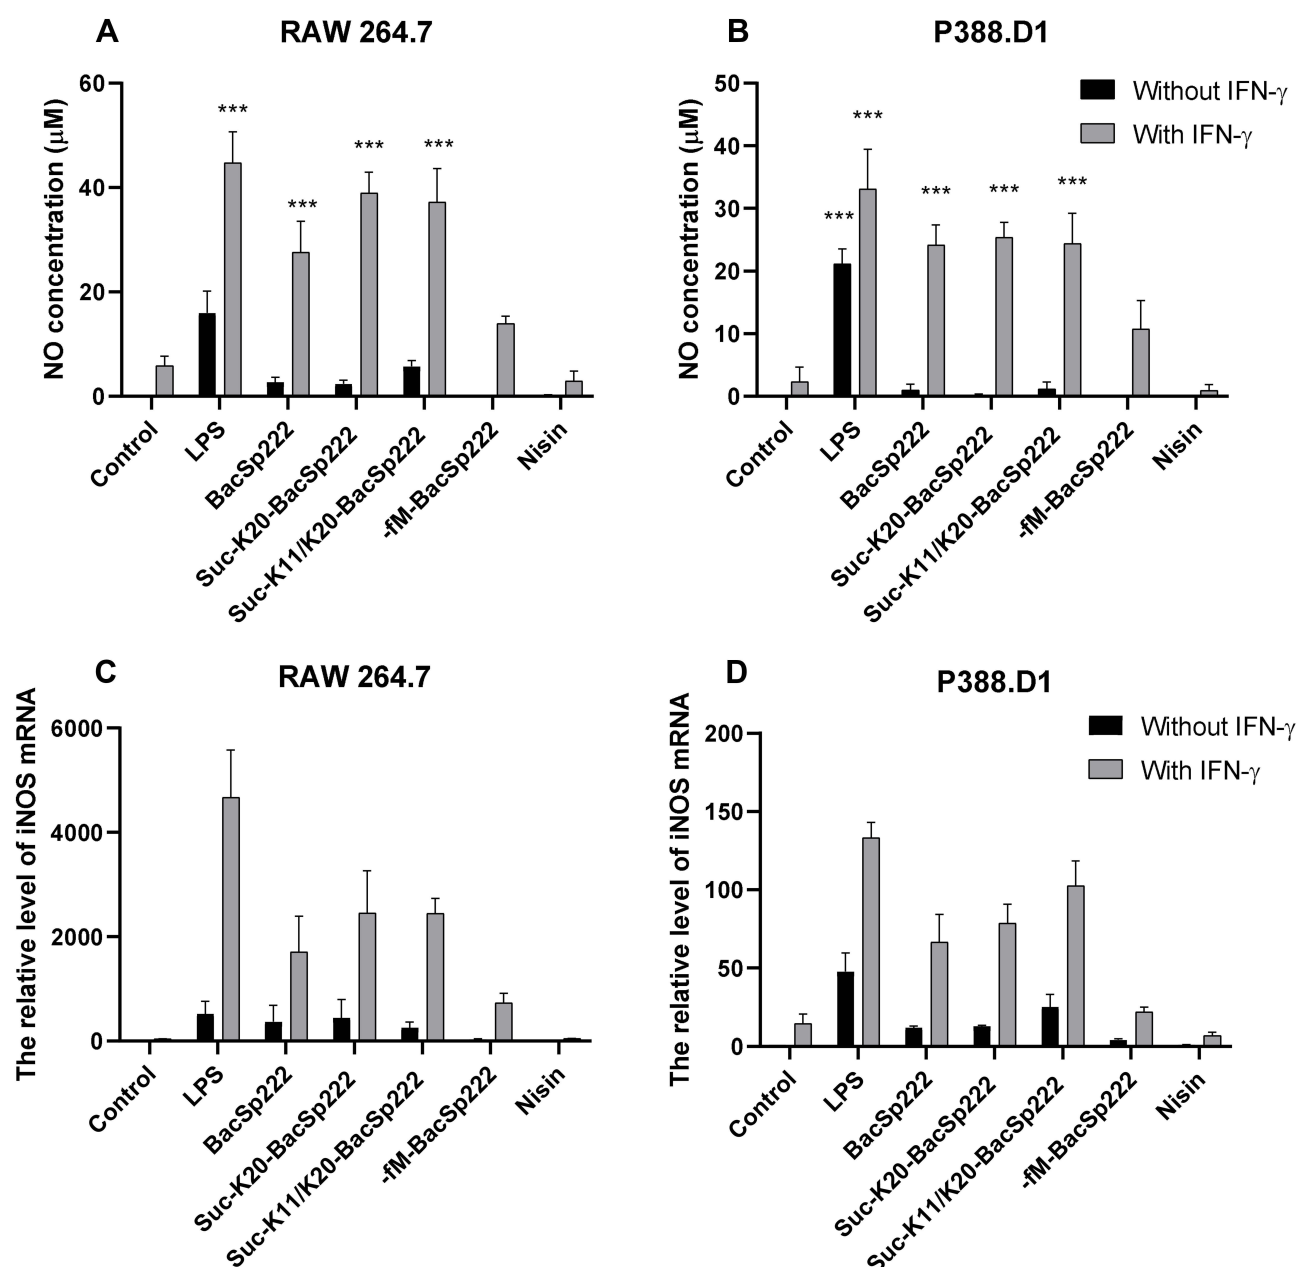 A
RAW 264.7
NO concentration (μM)
60
40
20
0
***
***
***
***
Control
LPS
BacSp222
Suc-K20-BacSp222
Suc-K11/K20-BacSp222
-fM-BacSp222
Nisin
B
P388.D1
Without IFN-γ
With IFN-γ
NO concentration (μM)
50
40
30
20
10
0
***
***
***
***
***
Control
LPS
BacSp222
Suc-K20-BacSp222
Suc-K11/K20-BacSp222
-fM-BacSp222
Nisin
C
RAW 264.7
The relative level of iNOS mRNA
6000
4000
2000
0
Control
LPS
BacSp222
Suc-K20-BacSp222
Suc-K11/K20-BacSp222
-fM-BacSp222
Nisin
D
P388.D1
Without IFN-γ
With IFN-γ
The relative level of iNOS mRNA
200
150
100
50
0
Control
LPS
BacSp222
Suc-K20-BacSp222
Suc-K11/K20-BacSp222
-fM-BacSp222
Nisin